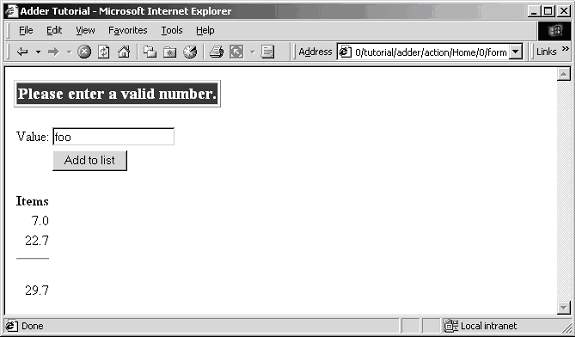 Adder Tutorial - Microsoft Internet Explorer
File Edit View Favorites Tools Help
Address 0/tutorial/adder/action/Home/0/form Links »
Please enter a valid number.
Value: foo
Add to list
Items
7.0
22.7
29.7
Done Local intranet